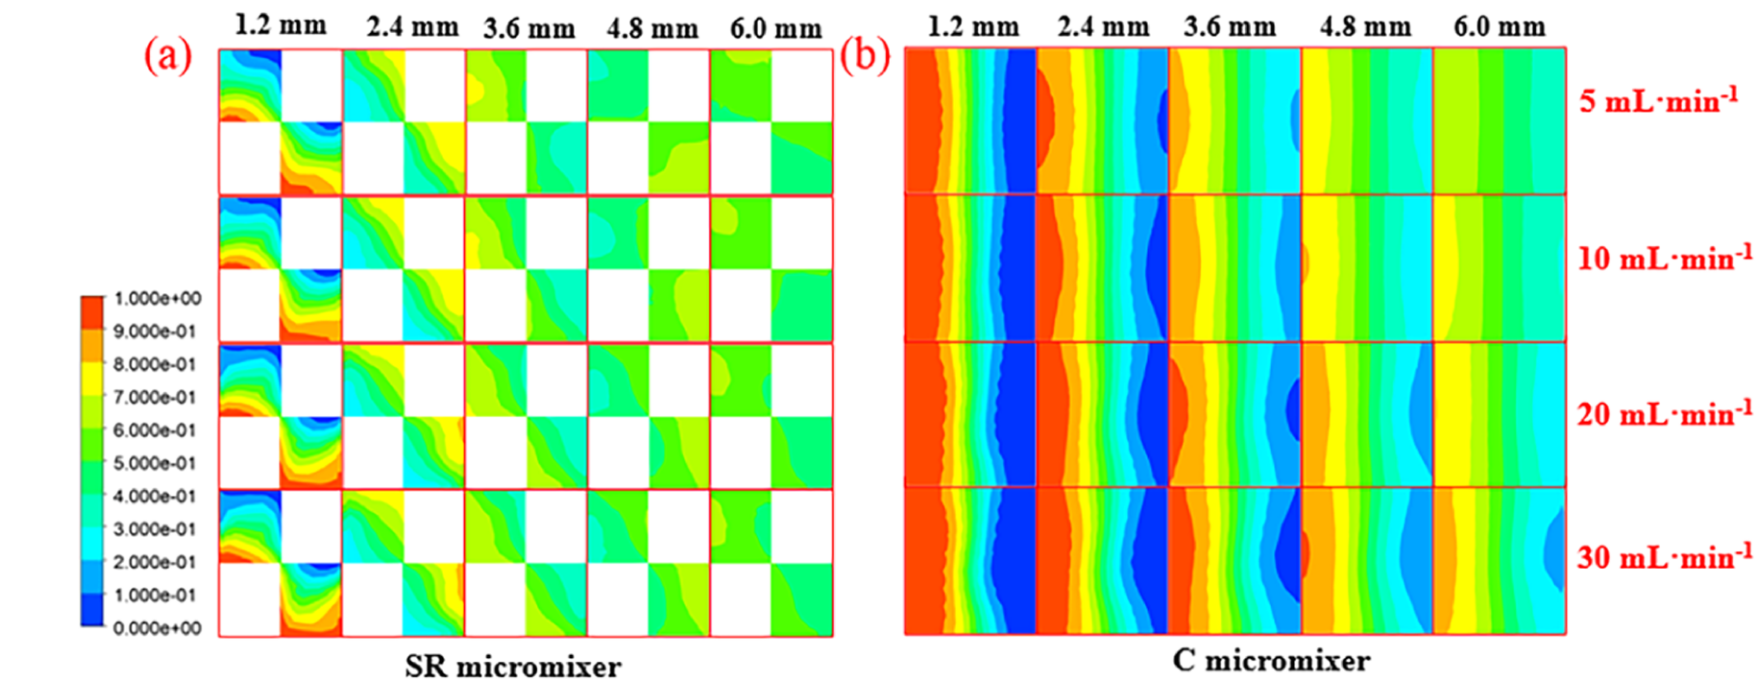 1.2 mm 2.4 mm 3.6 mm 4.8 mm 6.0 mm
(a)
1.000e+00
9.000e-01
8.000e-01
7.000e-01
6.000e-01
5.000e-01
4.000e-01
3.000e-01
2.000e-01
1.000e-01
0.000e+00
SR micromixer
1.2 mm 2.4 mm 3.6 mm 4.8 mm 6.0 mm
(b)
5 mL·min-1
10 mL·min-1
20 mL·min-1
30 mL·min-1
C micromixer